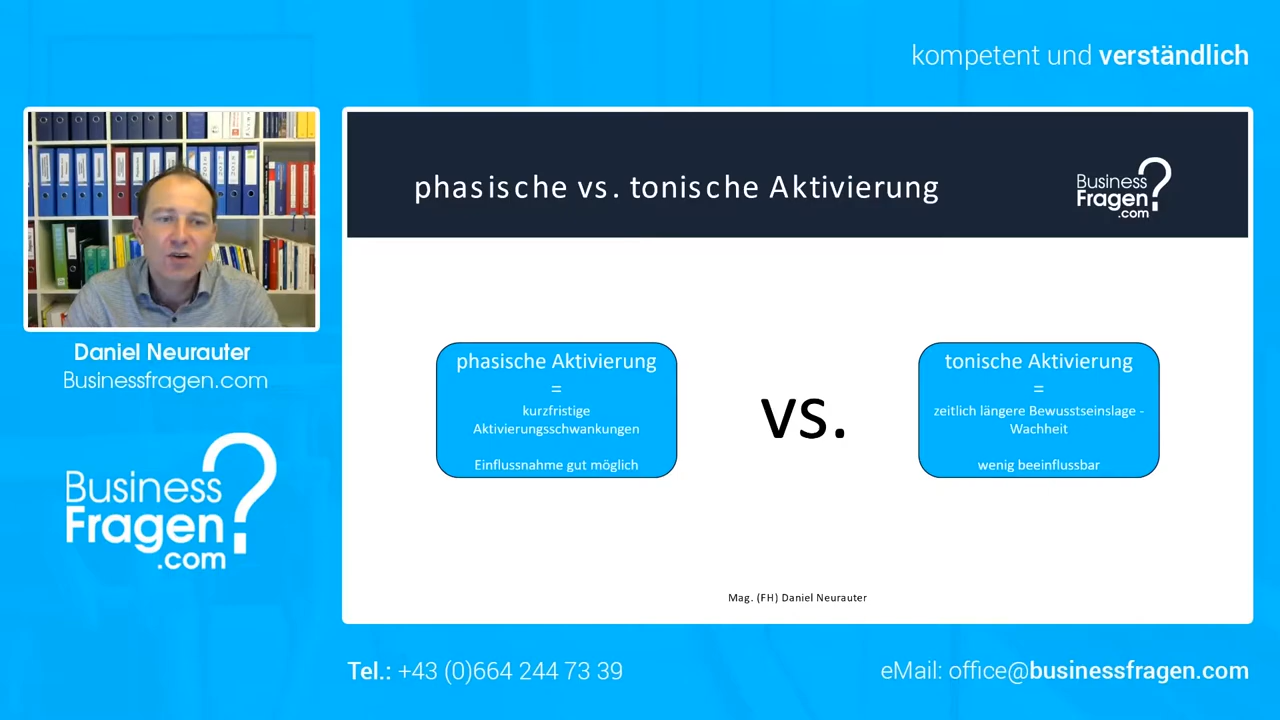 kompetent und verständlich
phasische vs. tonische Aktivierung
Business
Fragen
.com
?
Daniel Neurauter
Businessfragen.com
Business
Fragen
.com
?
phasische Aktivierung
=
kurzfristige
Aktivierungsschwankungen
Einflussnahme gut möglich
vs.
tonische Aktivierung
=
zeitlich längere Bewusstseinslage -
Wachheit
wenig beeinflussbar
Mag. (FH) Daniel Neurauter
Tel.: +43 (0)664 244 73 39
eMail: office@businessfragen.com